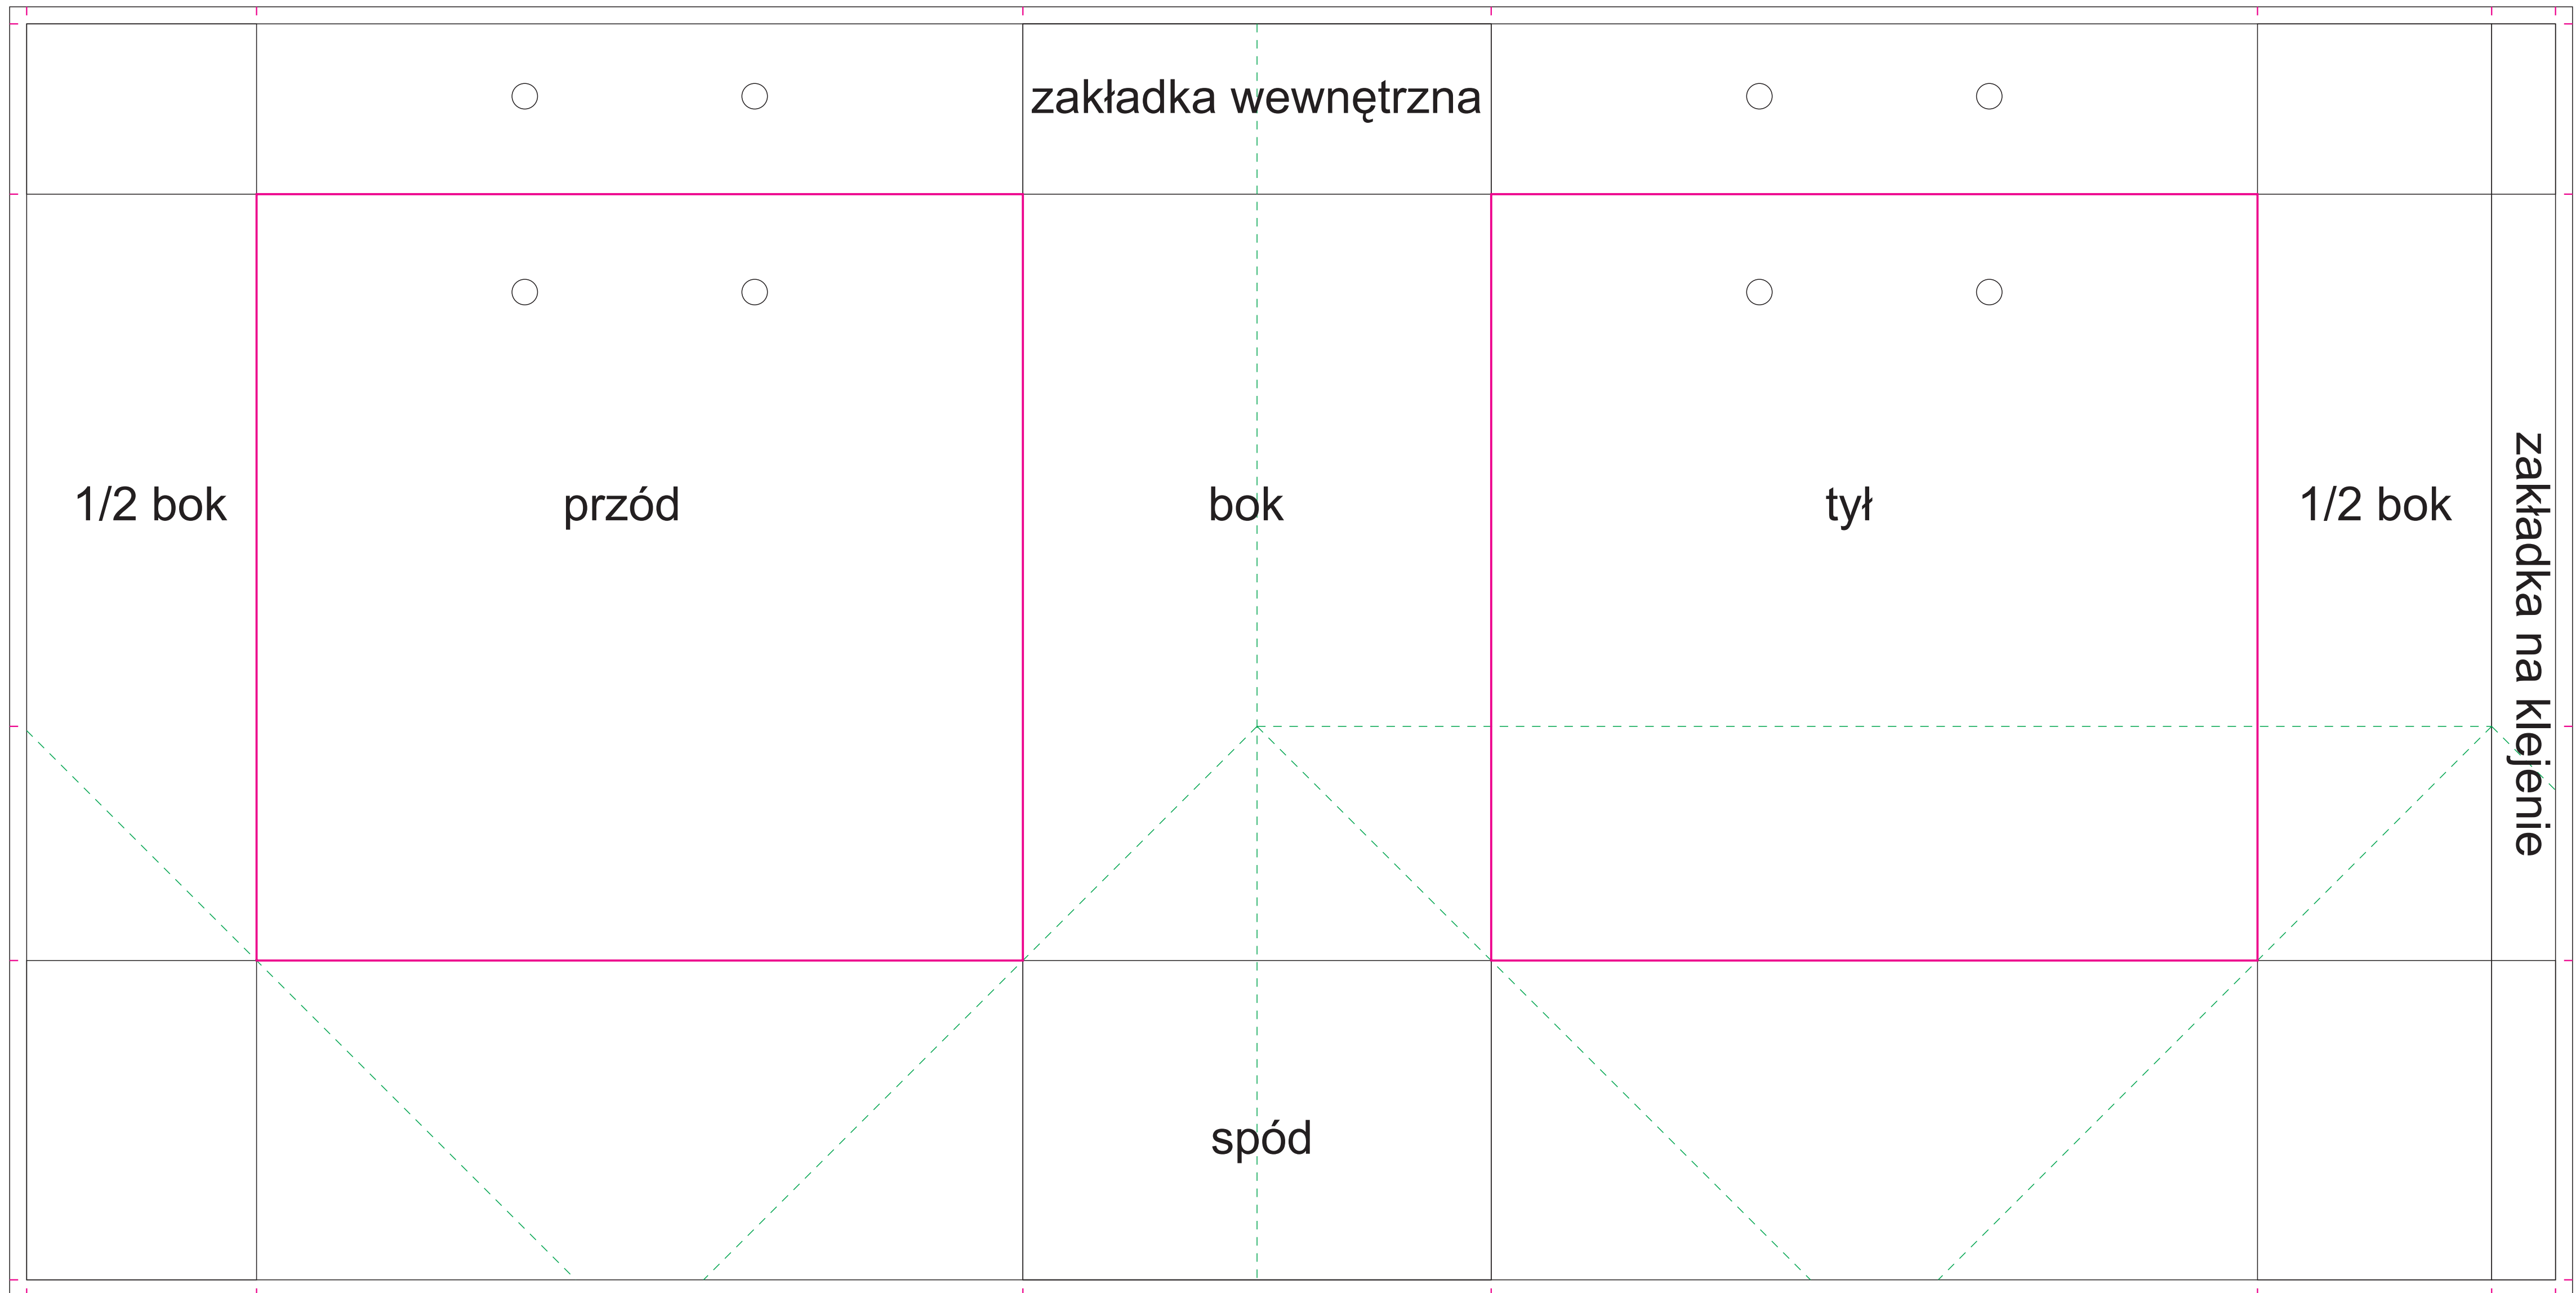 zakładka wewnętrzna
1/2 bok
przód
bok
tył
1/2 bok
zakładka na klejenie
spód